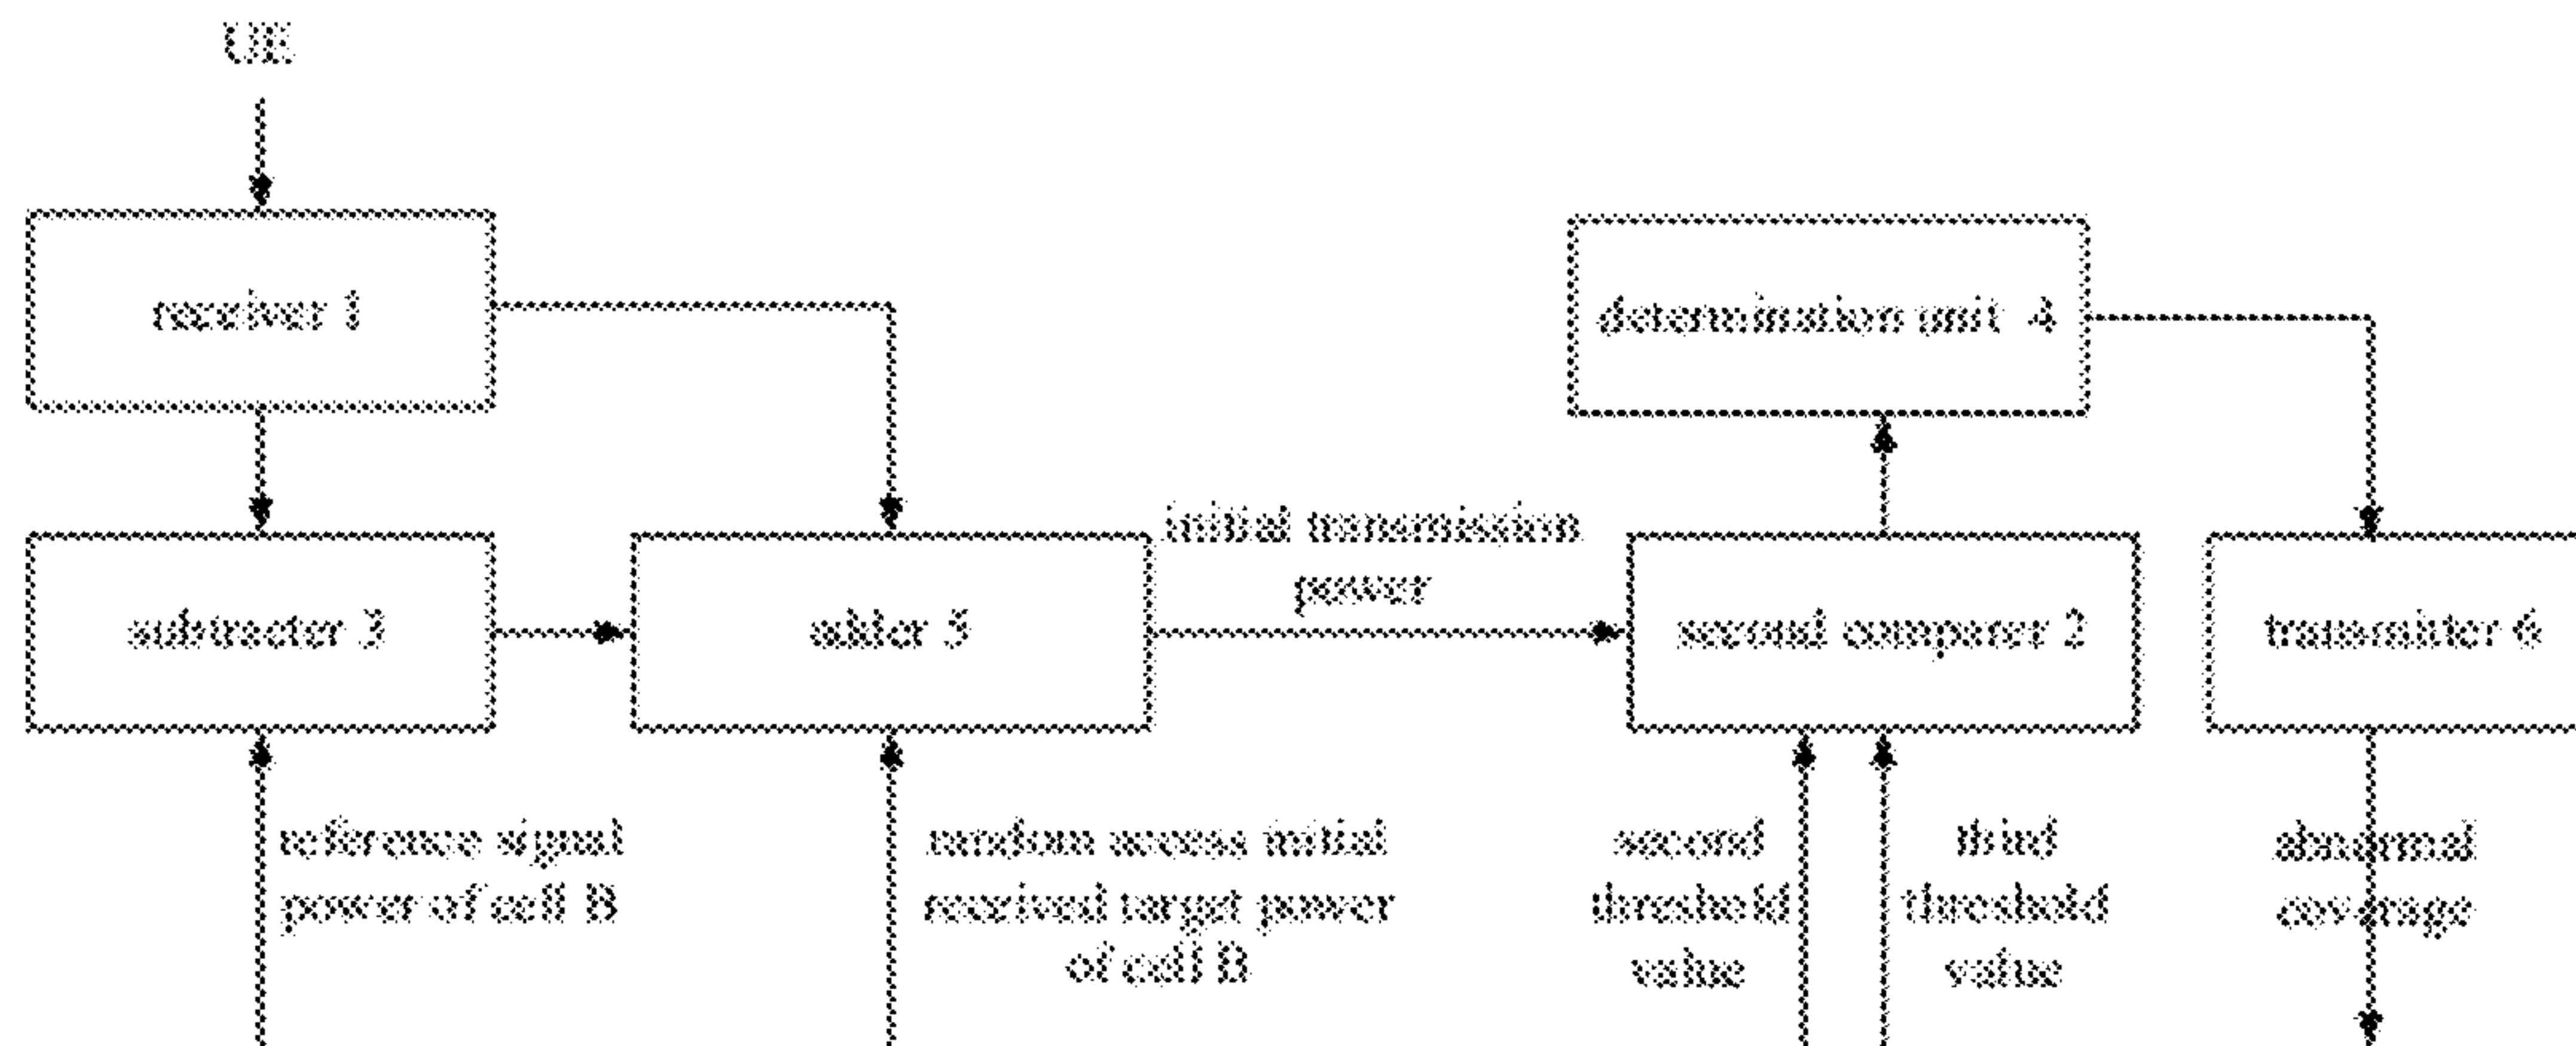 UE
receiver 1
determination unit 4
initial transmission
power
subtracter 3
adder 5
second comparer 2
transmitter 6
reference signal
power of cell B
random access initial
received target power
of cell B
second
threshold
value
third
threshold
value
abnormal
coverage